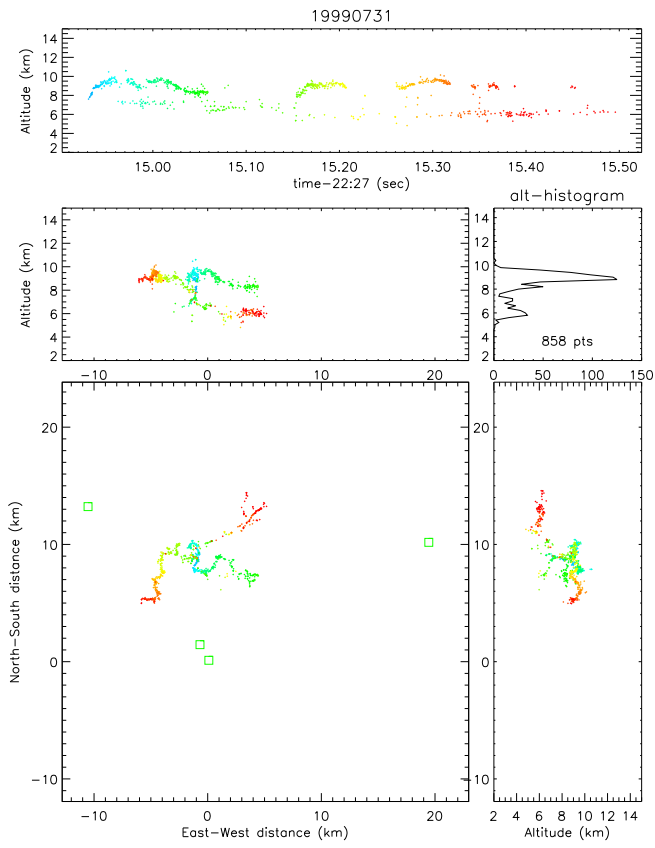 19990731
Altitude (km)
14
12
10
8
6
4
2
15.00 15.10 15.20 15.30 15.40 15.50
time−22:27 (sec)
alt−histogram
Altitude (km)
14
12
10
8
6
4
2
−10 0 10 20
14
12
10
8
6
4
2
858 pts
0 50 100 150
North−South distance (km)
20
10
0
−10
−10 0 10 20
East−West distance (km)
20
10
0
−10
2 4 6 8 10 12 14
Altitude (km)